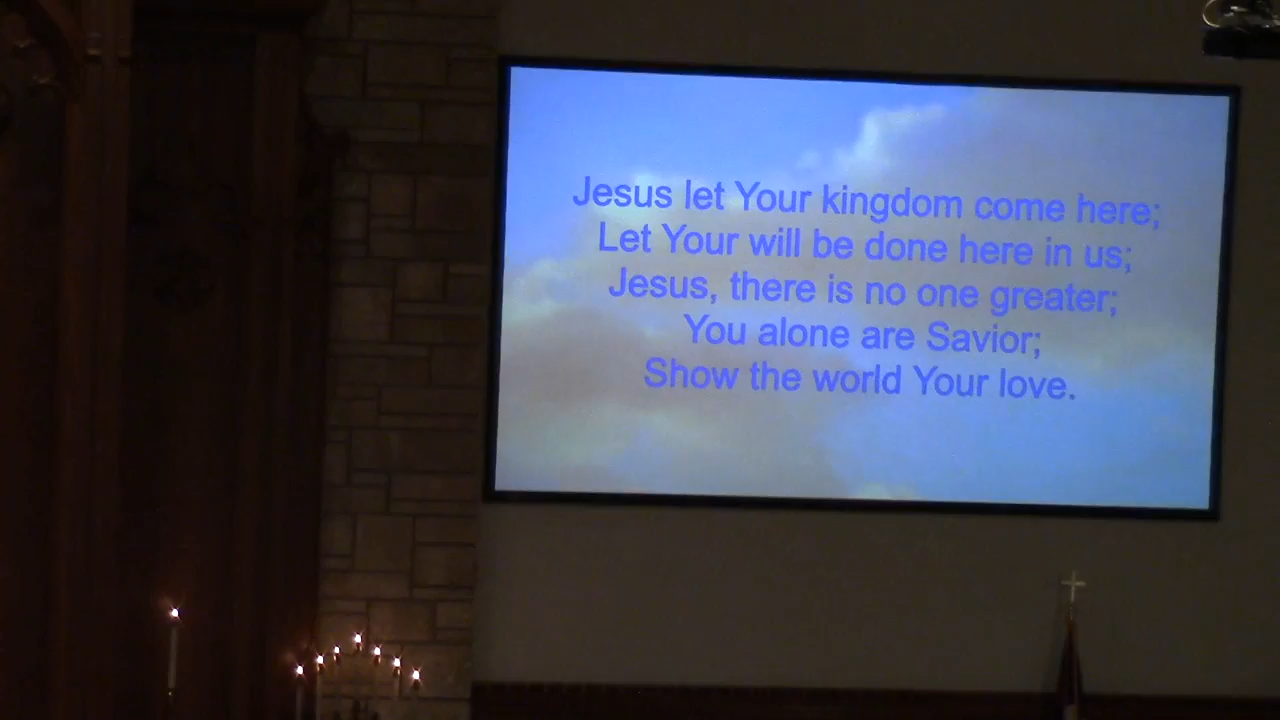 Jesus let Your kingdom come here;
Let Your will be done here in us;
Jesus, there is no one greater;
You alone are Savior;
Show the world Your love.